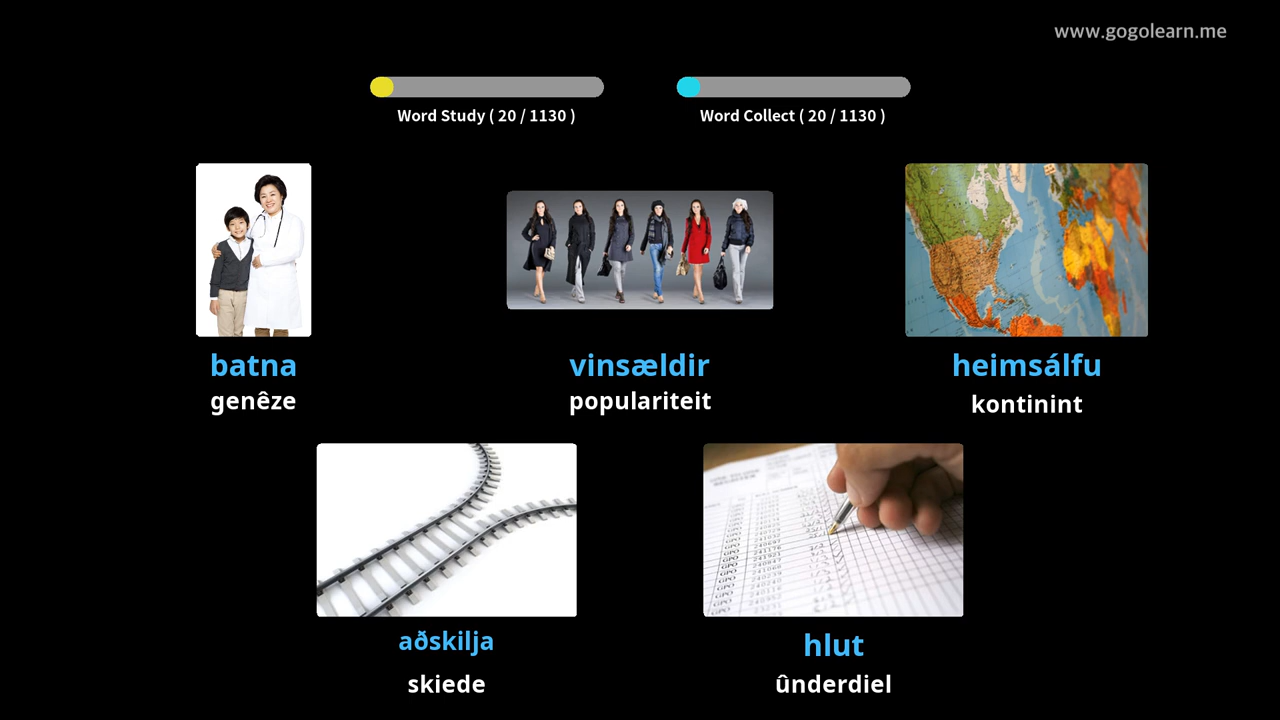 www.gogolearn.me
Word Study ( 20 / 1130 )
Word Collect ( 20 / 1130 )
batna
genêze
vinsældir
populariteit
heimsálfu
kontinint
aðskilja
skiede
hlut
ûnderdiel